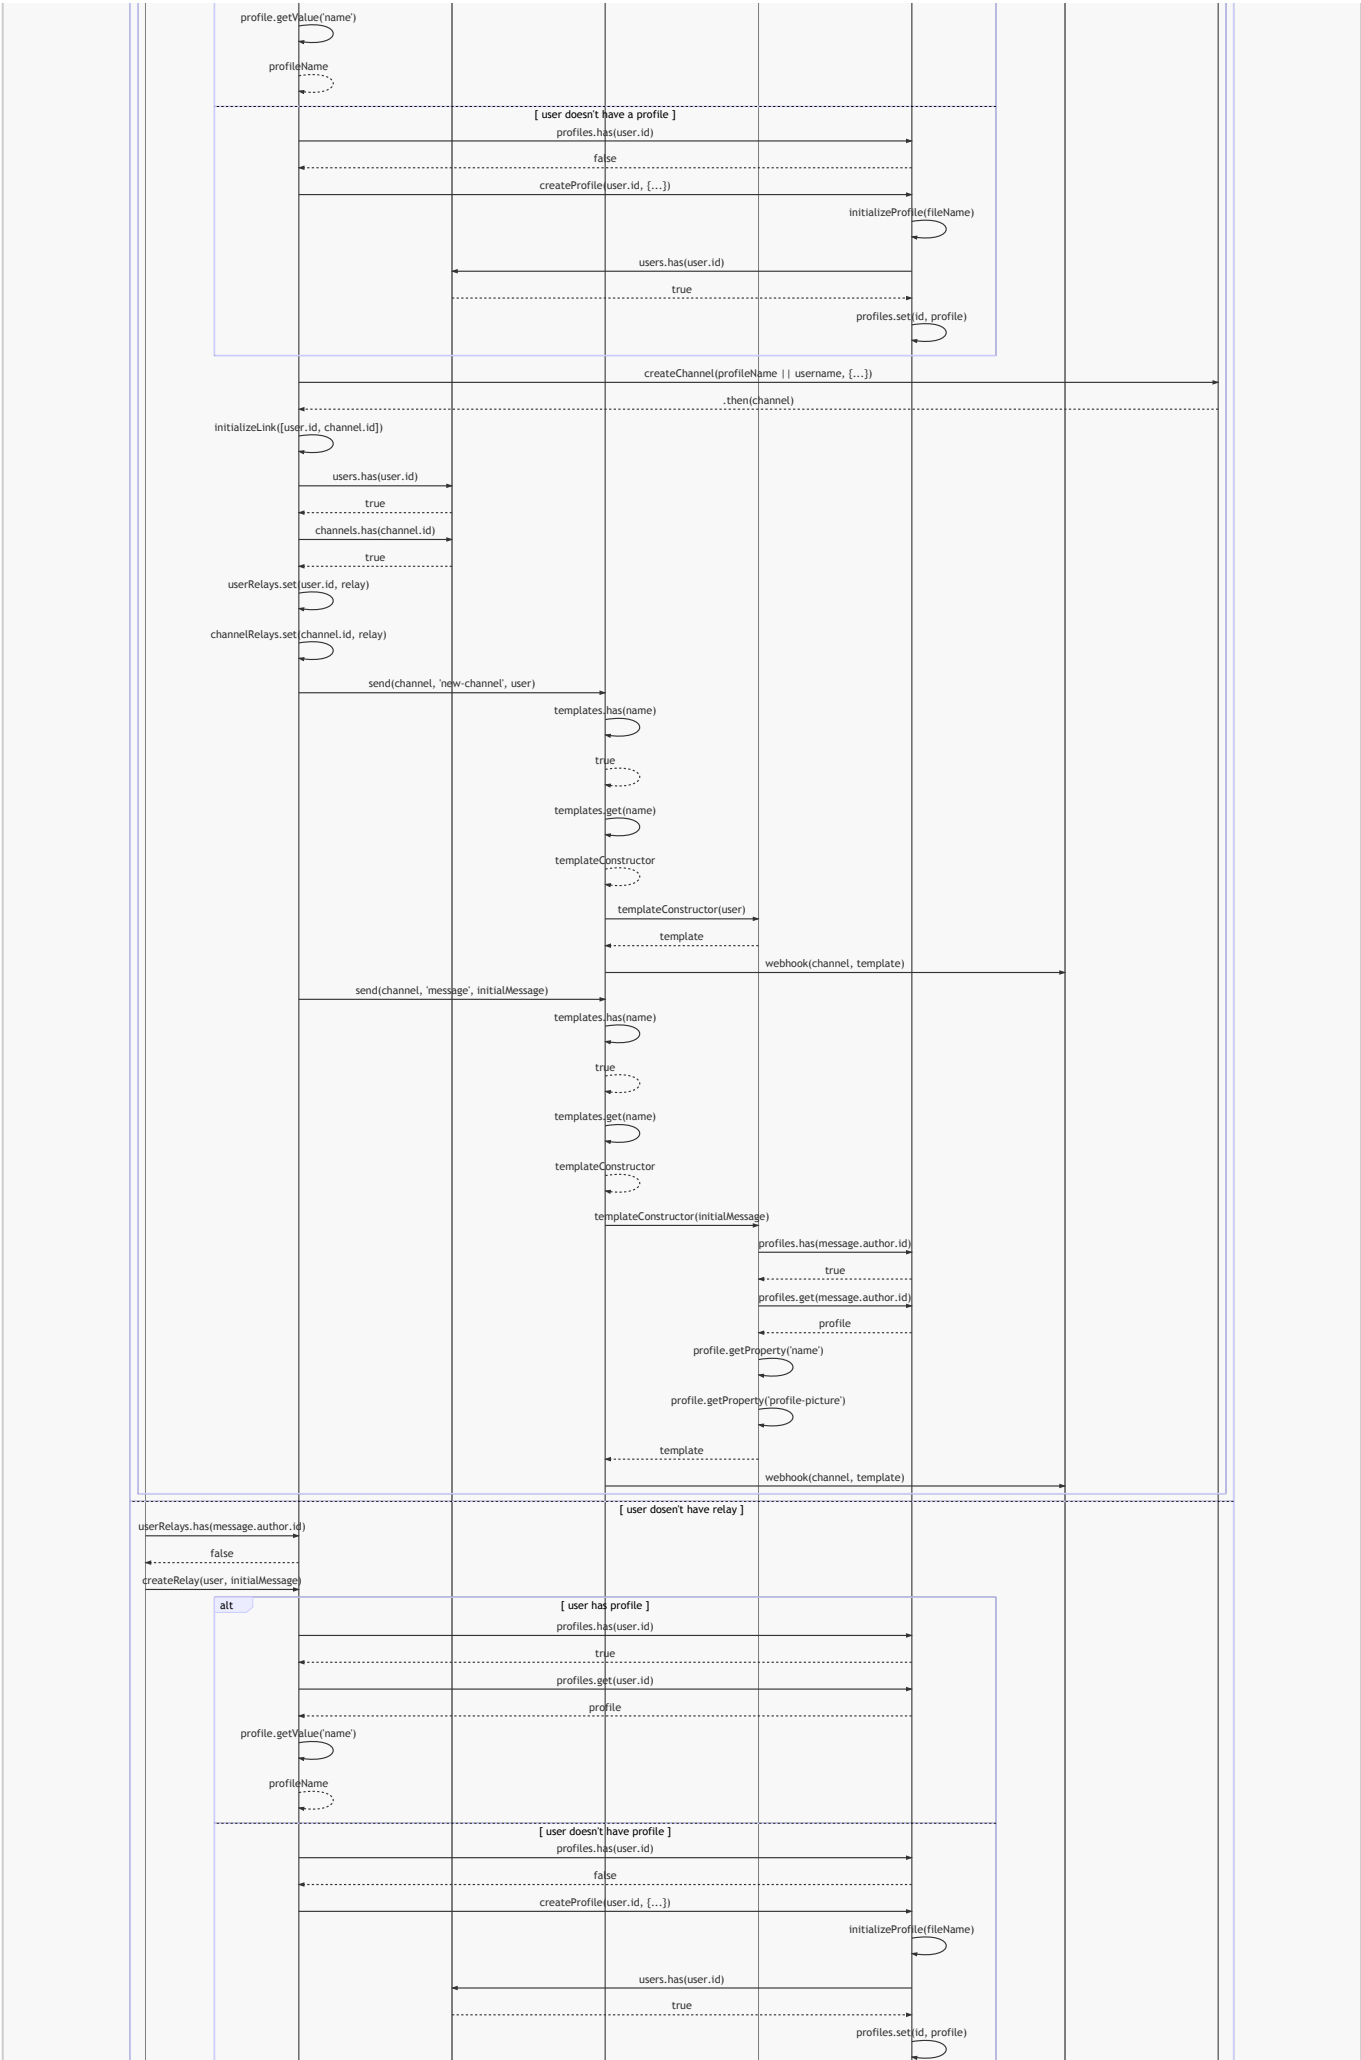 profile.getValue('name')
profileName
[ user doesn't have a profile ]
profiles.has(user.id)
false
createProfile(user.id, {...})
initializeProfile(fileName)
users.has(user.id)
true
profiles.set(id, profile)
createChannel(profileName || username, {...})
.then(channel)
initializeLink([user.id, channel.id])
users.has(user.id)
true
channels.has(channel.id)
true
userRelays.set(user.id, relay)
channelRelays.set(channel.id, relay)
send(channel, 'new-channel', user)
templates.has(name)
true
templates.get(name)
templateConstructor
templateConstructor(user)
template
webhook(channel, template)
send(channel, 'message', initialMessage)
templates.has(name)
true
templates.get(name)
templateConstructor
templateConstructor(initialMessage)
profiles.has(message.author.id)
true
profiles.get(message.author.id)
profile
profile.getProperty('name')
profile.getProperty('profile-picture')
template
webhook(channel, template)
[ user dosen't have relay ]
userRelays.has(message.author.id)
false
createRelay(user, initialMessage)
alt
[ user has profile ]
profiles.has(user.id)
true
profiles.get(user.id)
profile
profile.getValue('name')
profileName
[ user doesn't have profile ]
profiles.has(user.id)
false
createProfile(user.id, {...})
initializeProfile(fileName)
users.has(user.id)
true
profiles.set(id, profile)